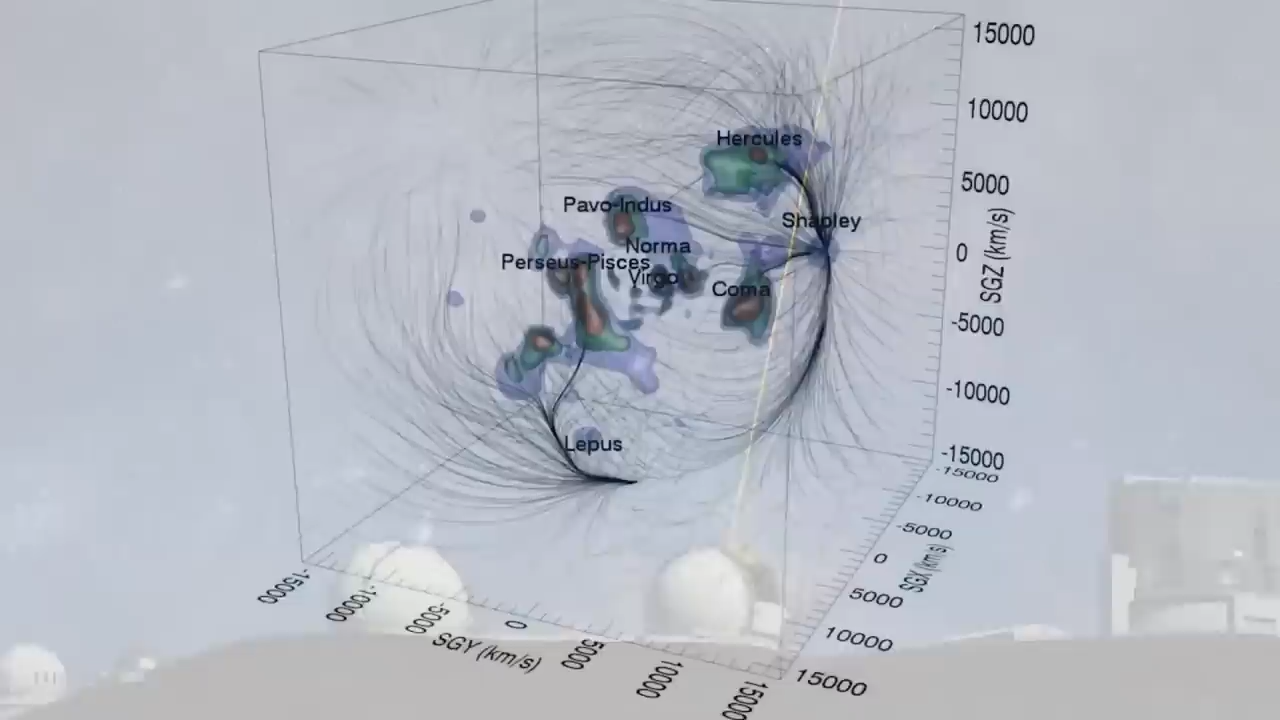 15000
10000
5000
0
-5000
-10000
-15000
SGZ (km/s)
Hercules
Pavo-Indus
Shapley
Norma
Perseus-Pisces
Virgo
Coma
Lepus
-15000
-10000
-5000
0
5000
10000
15000
SGX (km/s)
-15000
-10000
-5000
0
5000
10000
15000
SGY (km/s)